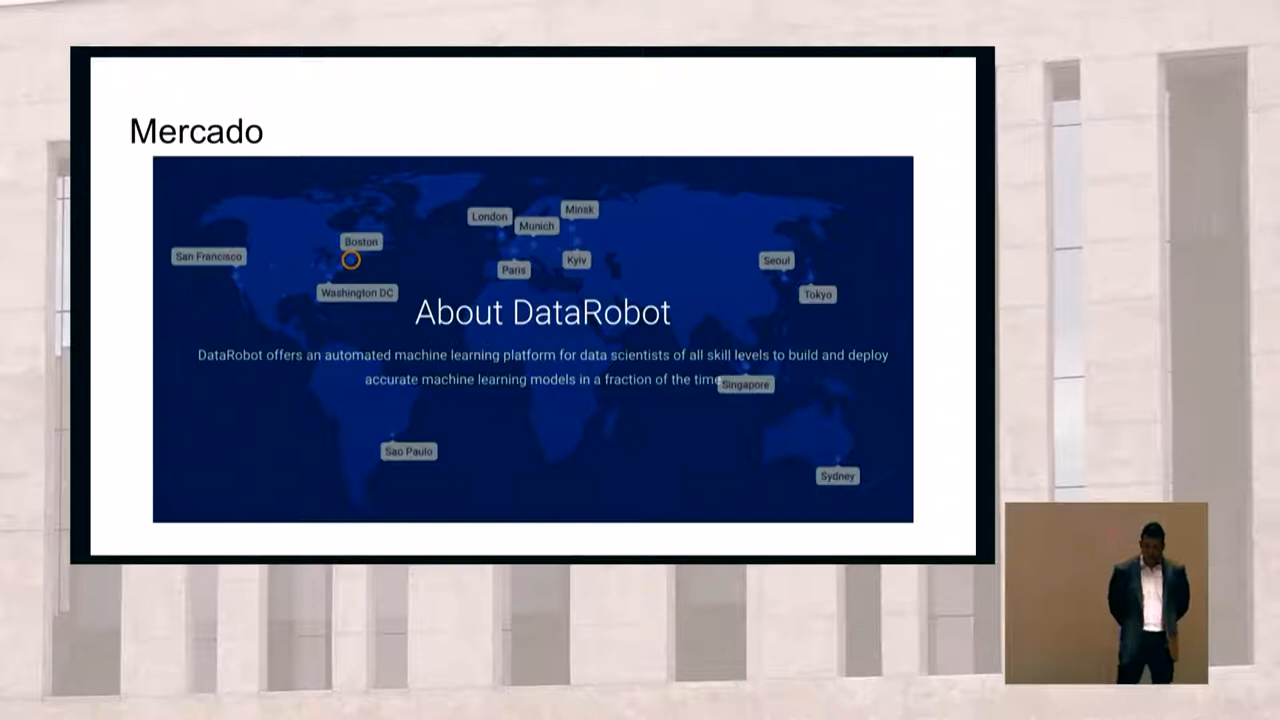 Mercado
London
Minsk
Munich
Boston
San Francisco
Paris
Kyiv
Seoul
Washington DC
Tokyo
About DataRobot
DataRobot offers an automated machine learning platform for data scientists of all skill levels to build and deploy
accurate machine learning models in a fraction of the time
Singapore
Sao Paulo
Sydney